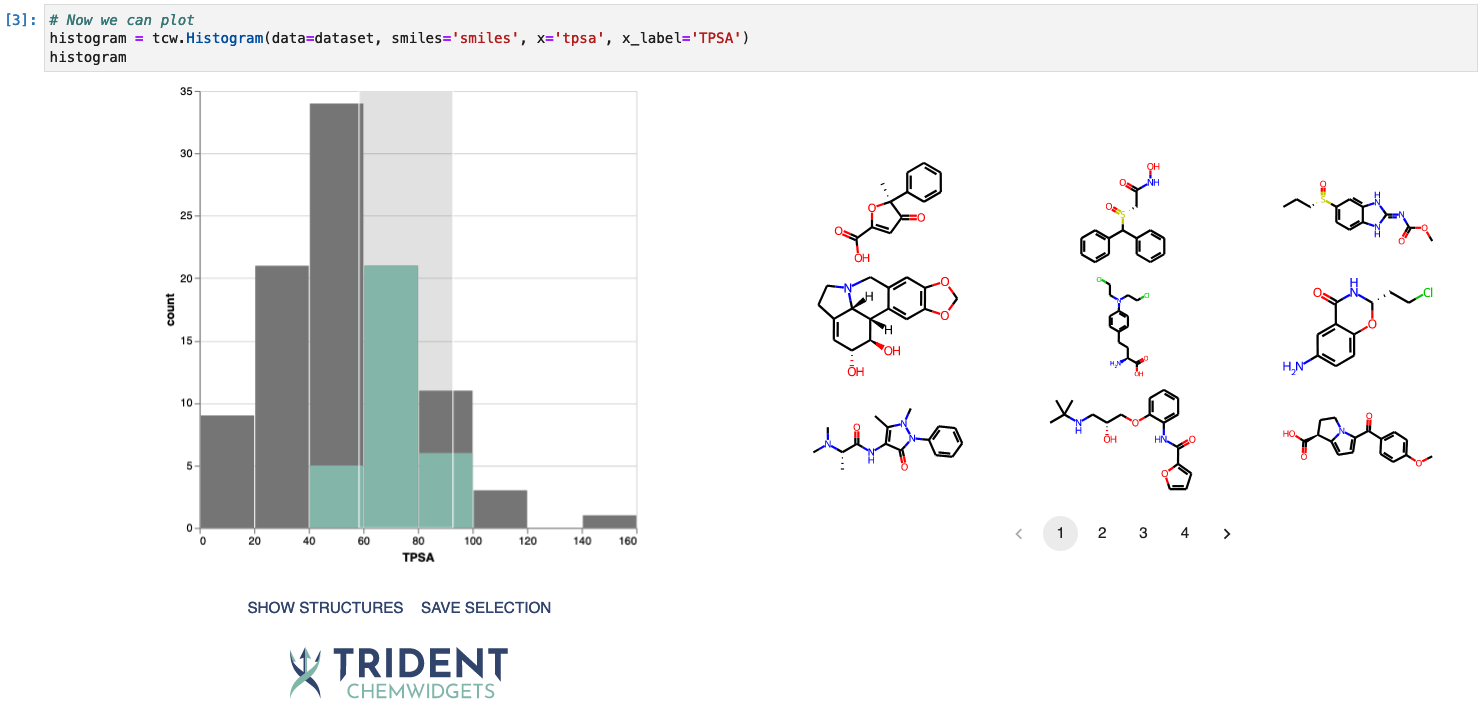 [3]: # Now we can plot
histogram = tcw.Histogram(data=dataset, smiles='smiles', x='tpsa', x_label='TPSA')
histogram
35
30
25
20
15
10
5
0
count
0 20 40 60 80 100 120 140 160
TPSA
OH
O NH
O S
O
O
O
O
OH
O
S
H
N
N
N
H
O
O
N
H
H
O
O
OH
OH
Cl
Cl
N
H₂N
O
OH
H
N
O
O
Cl
H₂N
N
O
N
H
N
N
O
N
H
OH
O
HN
O
O
HO
O
N
O
O
< 1 2 3 4 >
SHOW STRUCTURES SAVE SELECTION
TRIDENT
CHEMWIDGETS